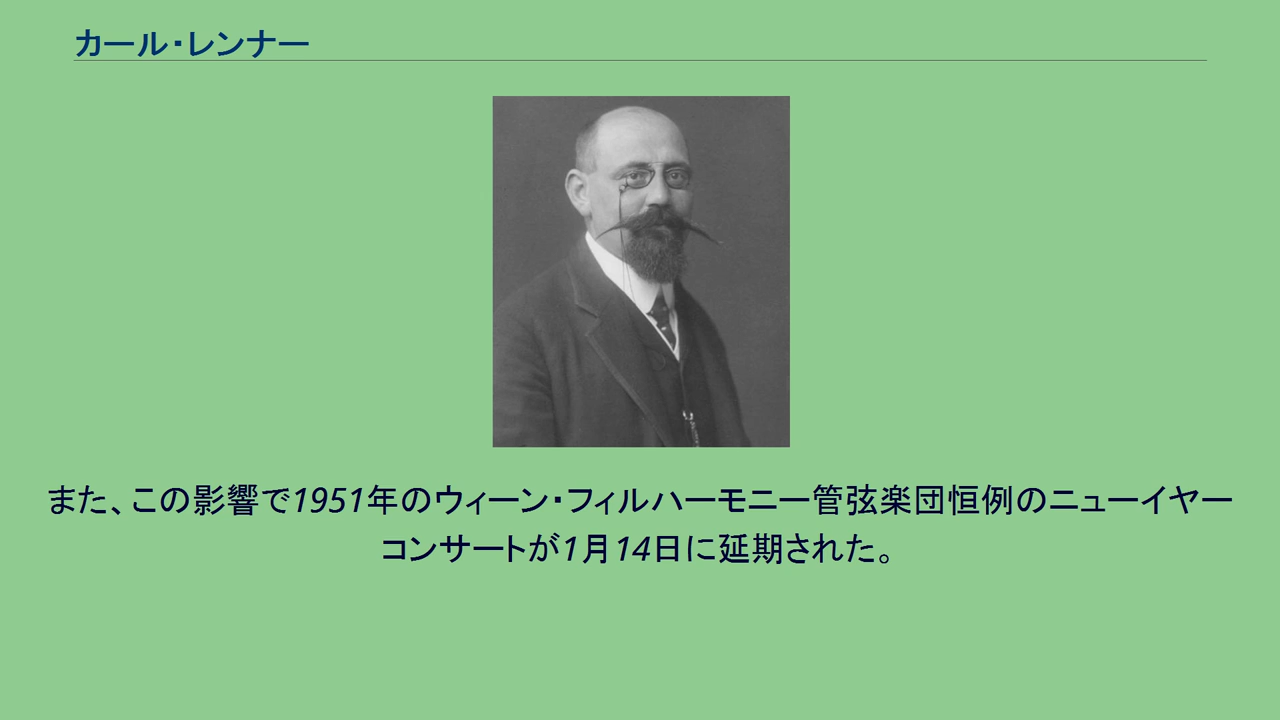 カール・レンナー
また、この影響で1951年のウィーン・フィルハーモニー管弦楽団恒例のニューイヤー
コンサートが1月14日に延期された。